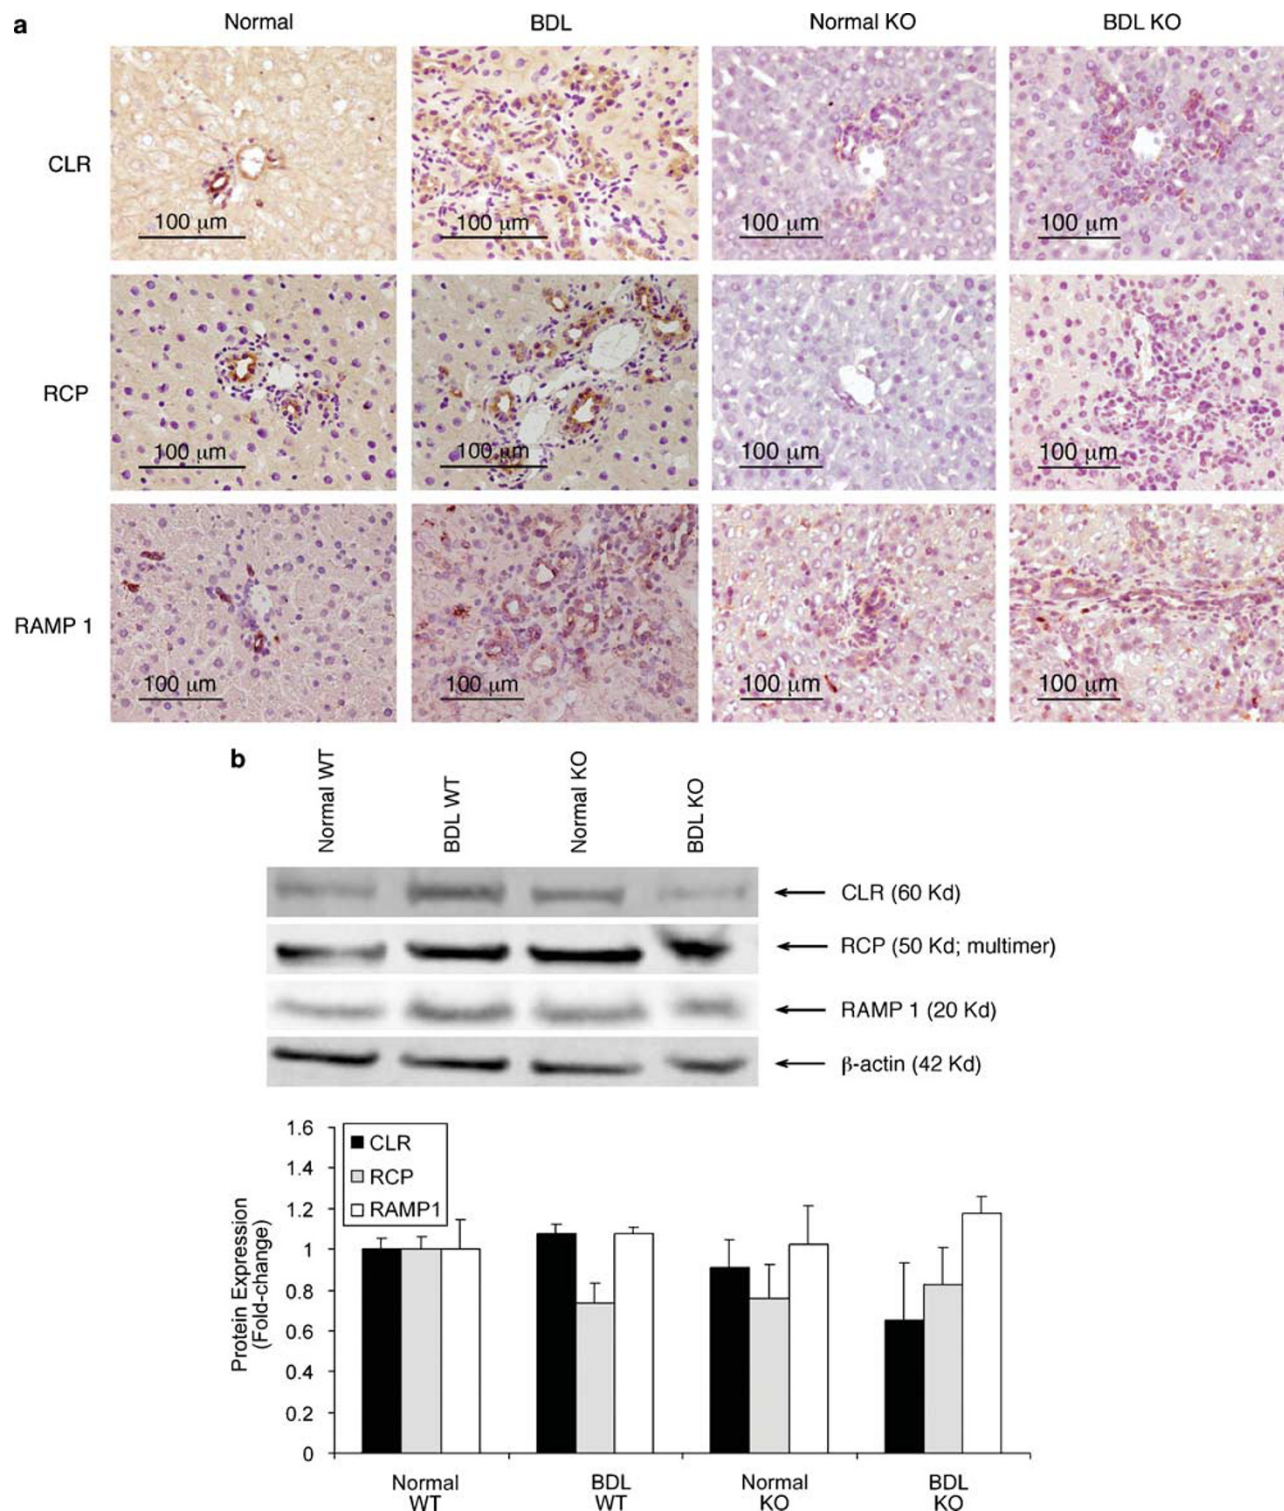 a
Normal BDL Normal KO BDL KO
CLR
100 μm 100 μm 100 μm 100 μm
RCP
100 μm 100 μm 100 μm 100 μm
RAMP 1
100 μm 100 μm 100 μm 100 μm
b
Normal WT
BDL WT
Normal KO
BDL KO
CLR (60 Kd)
RCP (50 Kd; multimer)
RAMP 1 (20 Kd)
β-actin (42 Kd)
Protein Expression
(Fold-change)
1.6
1.4
1.2
1
0.8
0.6
0.4
0.2
0
CLR
RCP
RAMP1
Normal
WT
BDL
WT
Normal
KO
BDL
KO